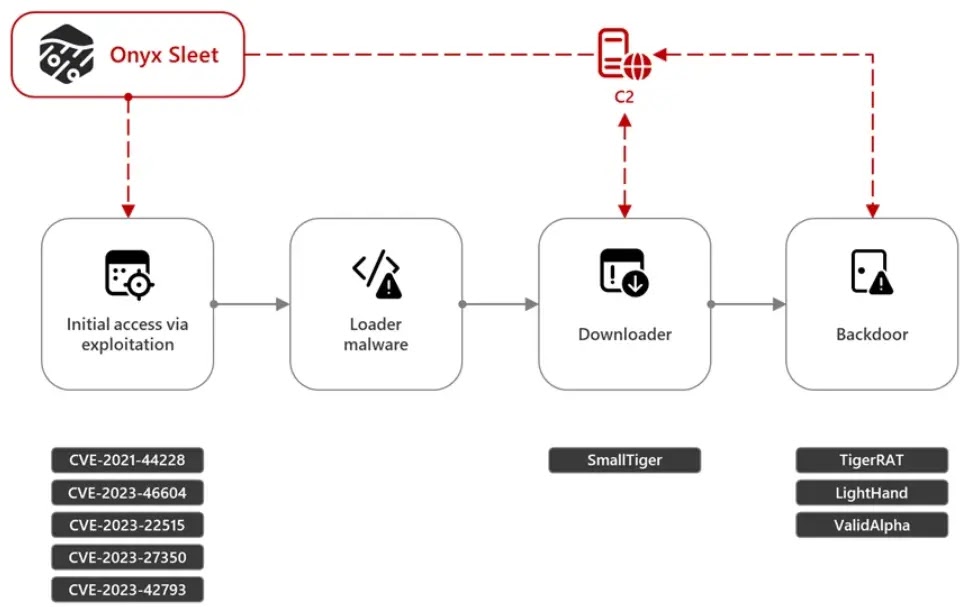 Onyx Sleet
C2
Initial access via
exploitation
Loader
malware
Downloader
Backdoor
CVE-2021-44228
CVE-2023-46604
CVE-2023-22515
CVE-2023-27350
CVE-2023-42793
SmallTiger
TigerRAT
LightHand
ValidAlpha